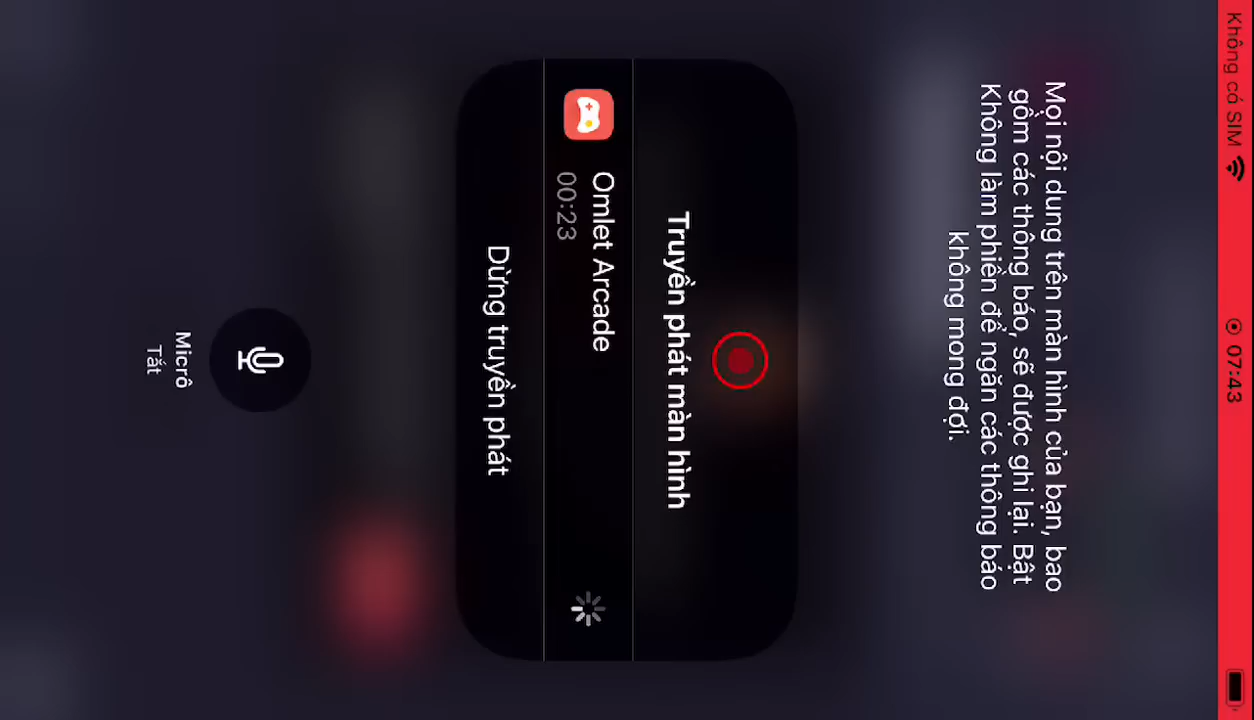 Không có SIM
07:43
Mọi nội dung trên màn hình của bạn, bao
gồm các thông báo, sẽ được ghi lại. Bật
Không làm phiền để ngăn các thông báo
không mong đợi.
Truyền phát màn hình
Omlet Arcade
00:23
Dừng truyền phát
Micrô
Tắt